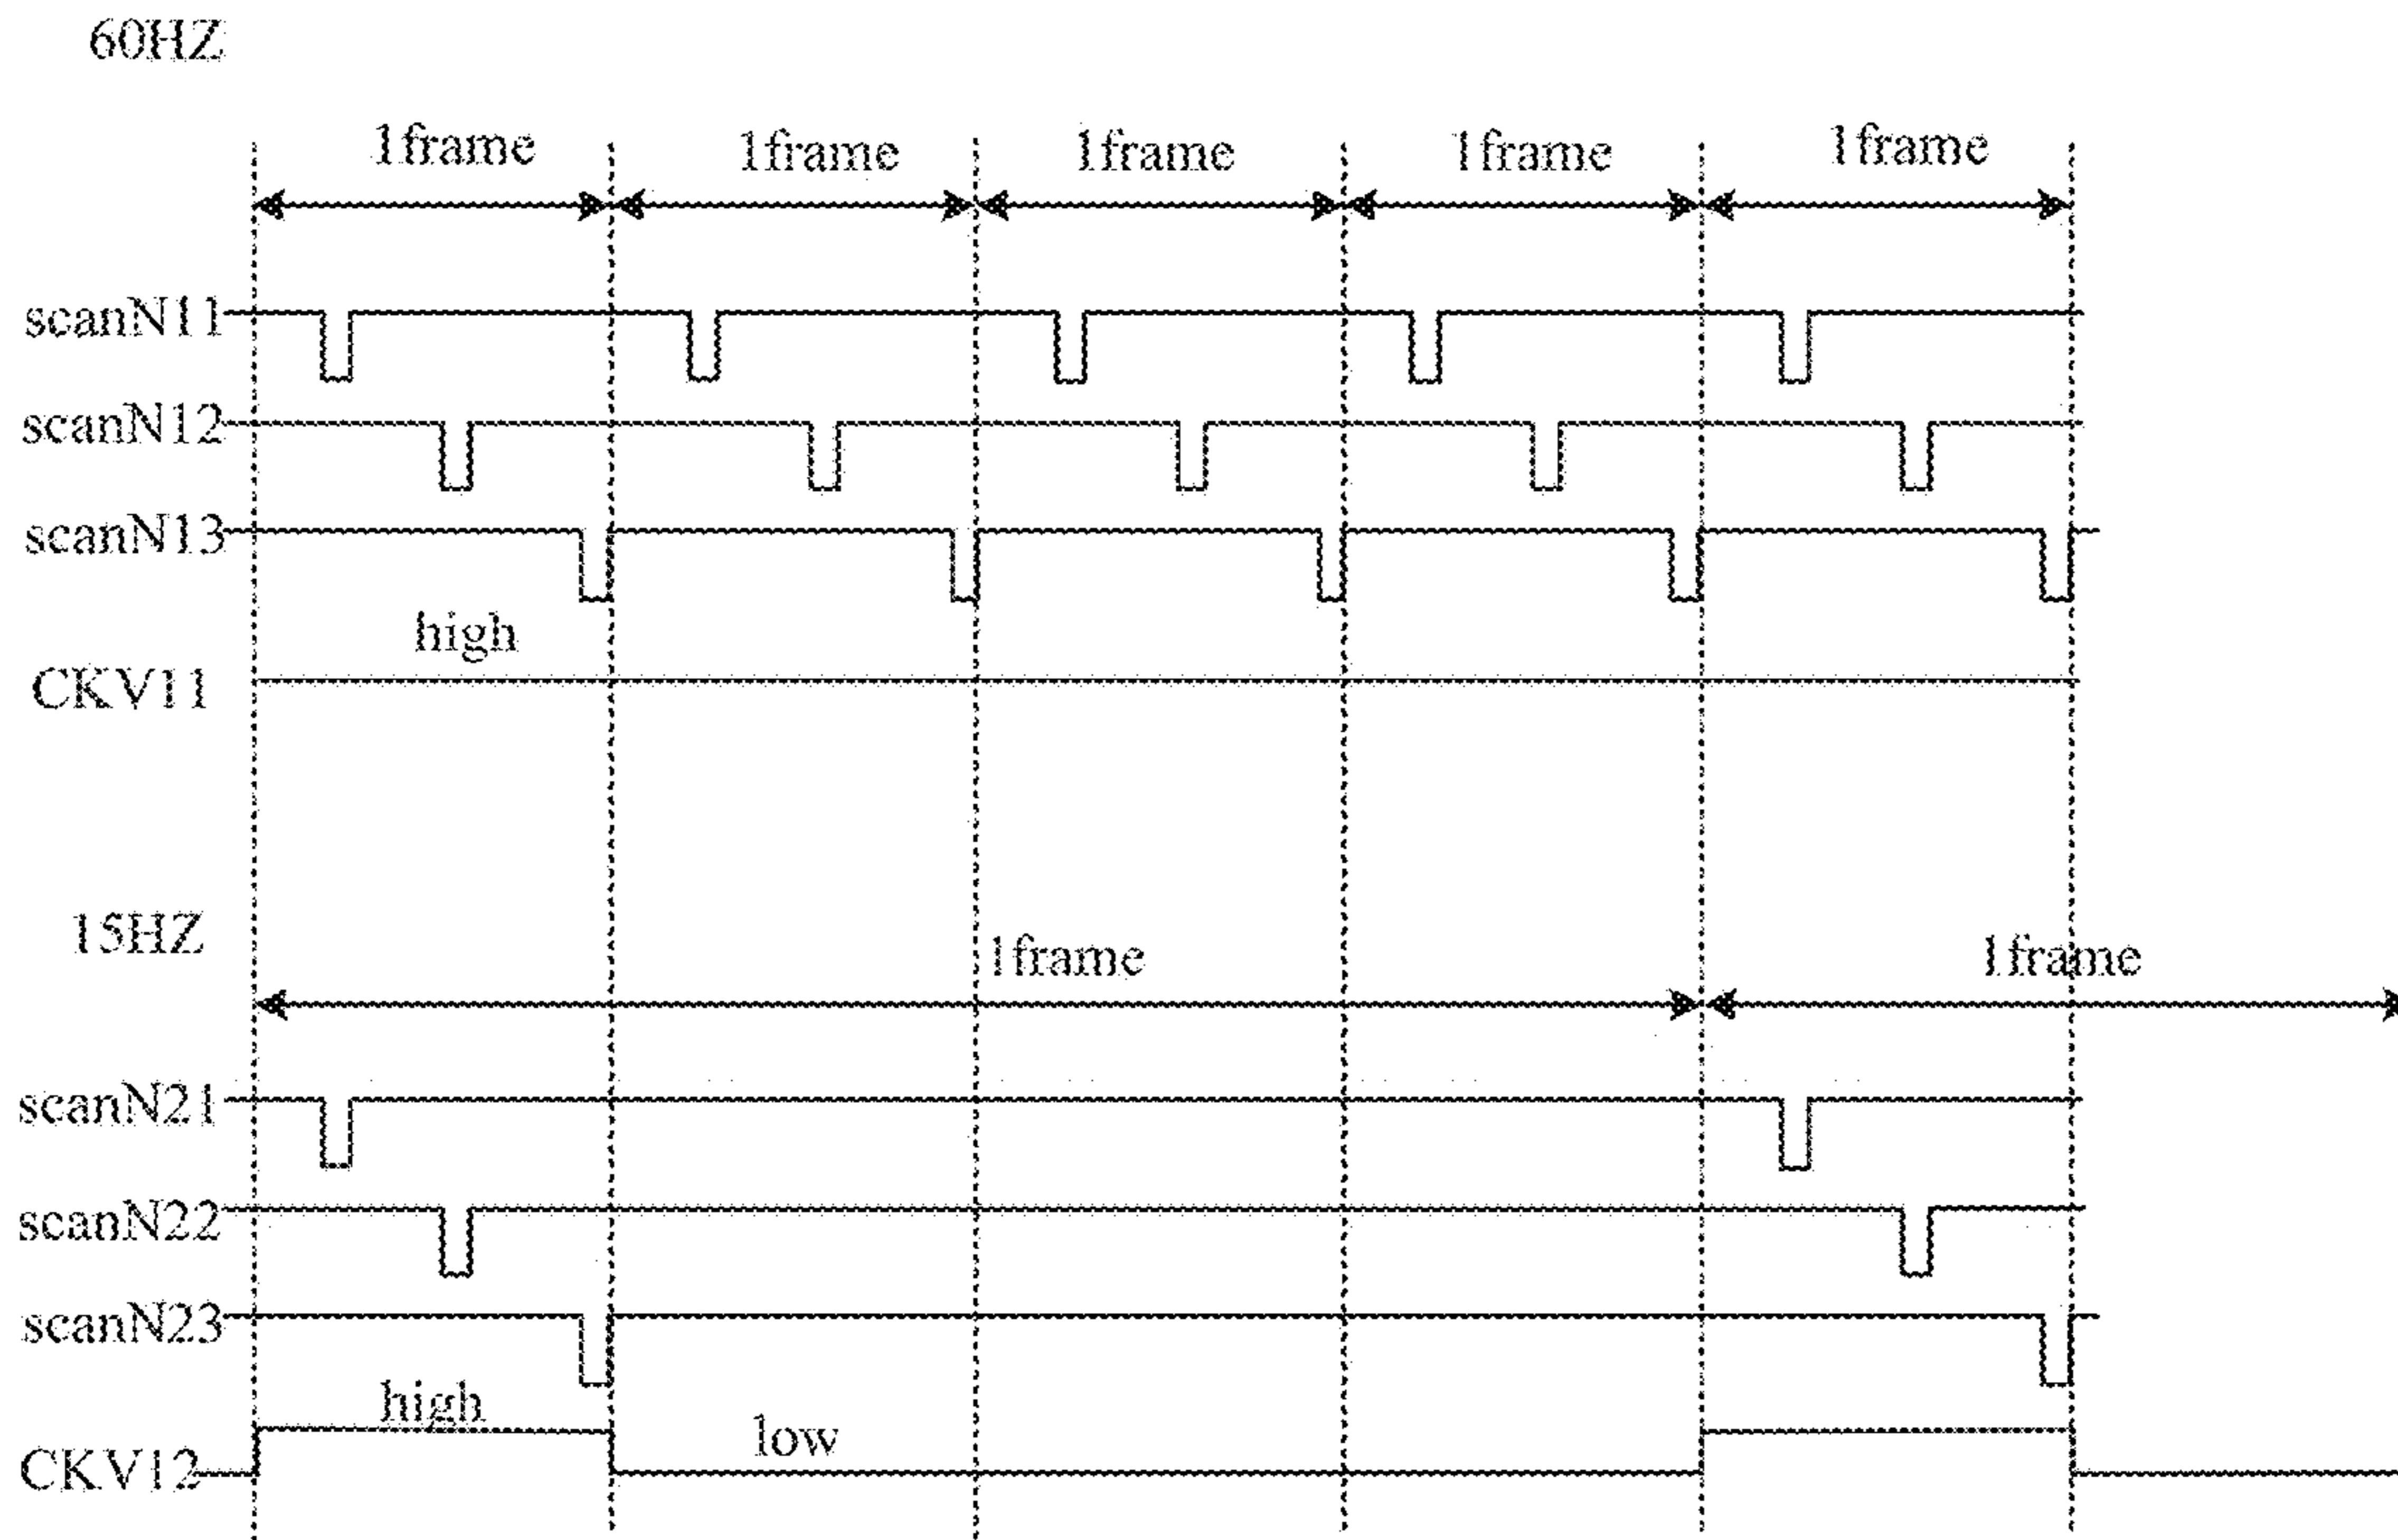 60HZ
1frame 1frame 1frame 1frame 1frame
scanN11
scanN12
scanN13
high
CKV11
15HZ
1frame 1frame
scanN21
scanN22
scanN23
high
low
CKV12